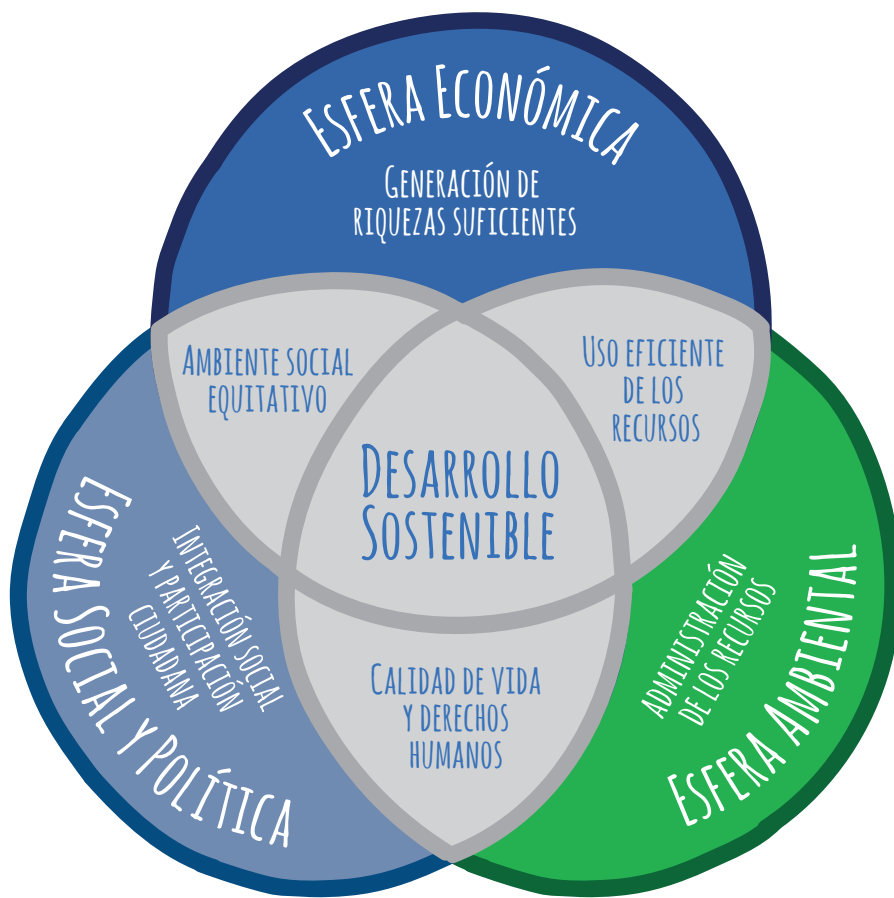 Esfera Económica
Generación de
riquezas suficientes
Ambiente social
equitativo
Uso eficiente
de los
recursos
Desarrollo
Sostenible
Esfera Social y Política
Integración social
y participación
ciudadana
Administración
de los recursos
Esfera Ambiental
Calidad de vida
y derechos
humanos